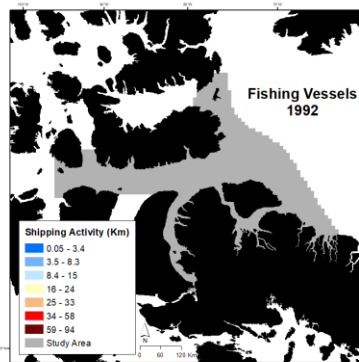 Fishing Vessels
1992
Shipping Activity (Km)
0.05 - 3.4
3.5 - 8.3
8.4 - 15
16 - 24
25 - 33
34 - 58
59 - 94
Study Area
N
0
60
120 Km